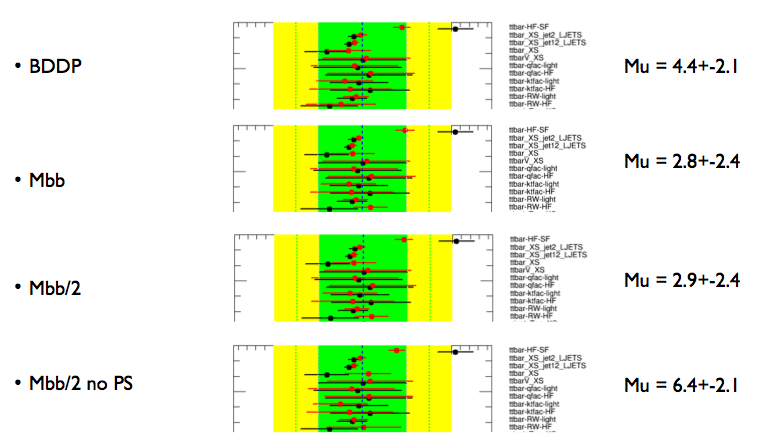 • BDDP
ttbar-HF-SF
ttbar_XS_jet2_LJETS
ttbar_XS_jet12_LJETS
ttbar_XS
ttbarV_XS
ttbar-qfac-light
ttbar-qfac-HF
ttbar-ktfac-light
ttbar-ktfac-HF
ttbar-RW-light
ttbar-RW-HF
Mu = 4.4+-2.1
• Mbb
ttbar-HF-SF
ttbar_XS_jet2_LJETS
ttbar_XS_jet12_LJETS
ttbar_XS
ttbarV_XS
ttbar-qfac-light
ttbar-qfac-HF
ttbar-ktfac-light
ttbar-ktfac-HF
ttbar-RW-light
ttbar-RW-HF
Mu = 2.8+-2.4
• Mbb/2
ttbar-HF-SF
ttbar_XS_jet2_LJETS
ttbar_XS_jet12_LJETS
ttbar_XS
ttbarV_XS
ttbar-qfac-light
ttbar-qfac-HF
ttbar-ktfac-light
ttbar-ktfac-HF
ttbar-RW-light
ttbar-RW-HF
Mu = 2.9+-2.4
• Mbb/2 no PS
ttbar-HF-SF
ttbar_XS_jet2_LJETS
ttbar_XS_jet12_LJETS
ttbar_XS
ttbarV_XS
ttbar-qfac-light
ttbar-qfac-HF
ttbar-ktfac-light
ttbar-ktfac-HF
ttbar-RW-light
ttbar-RW-HF
Mu = 6.4+-2.1